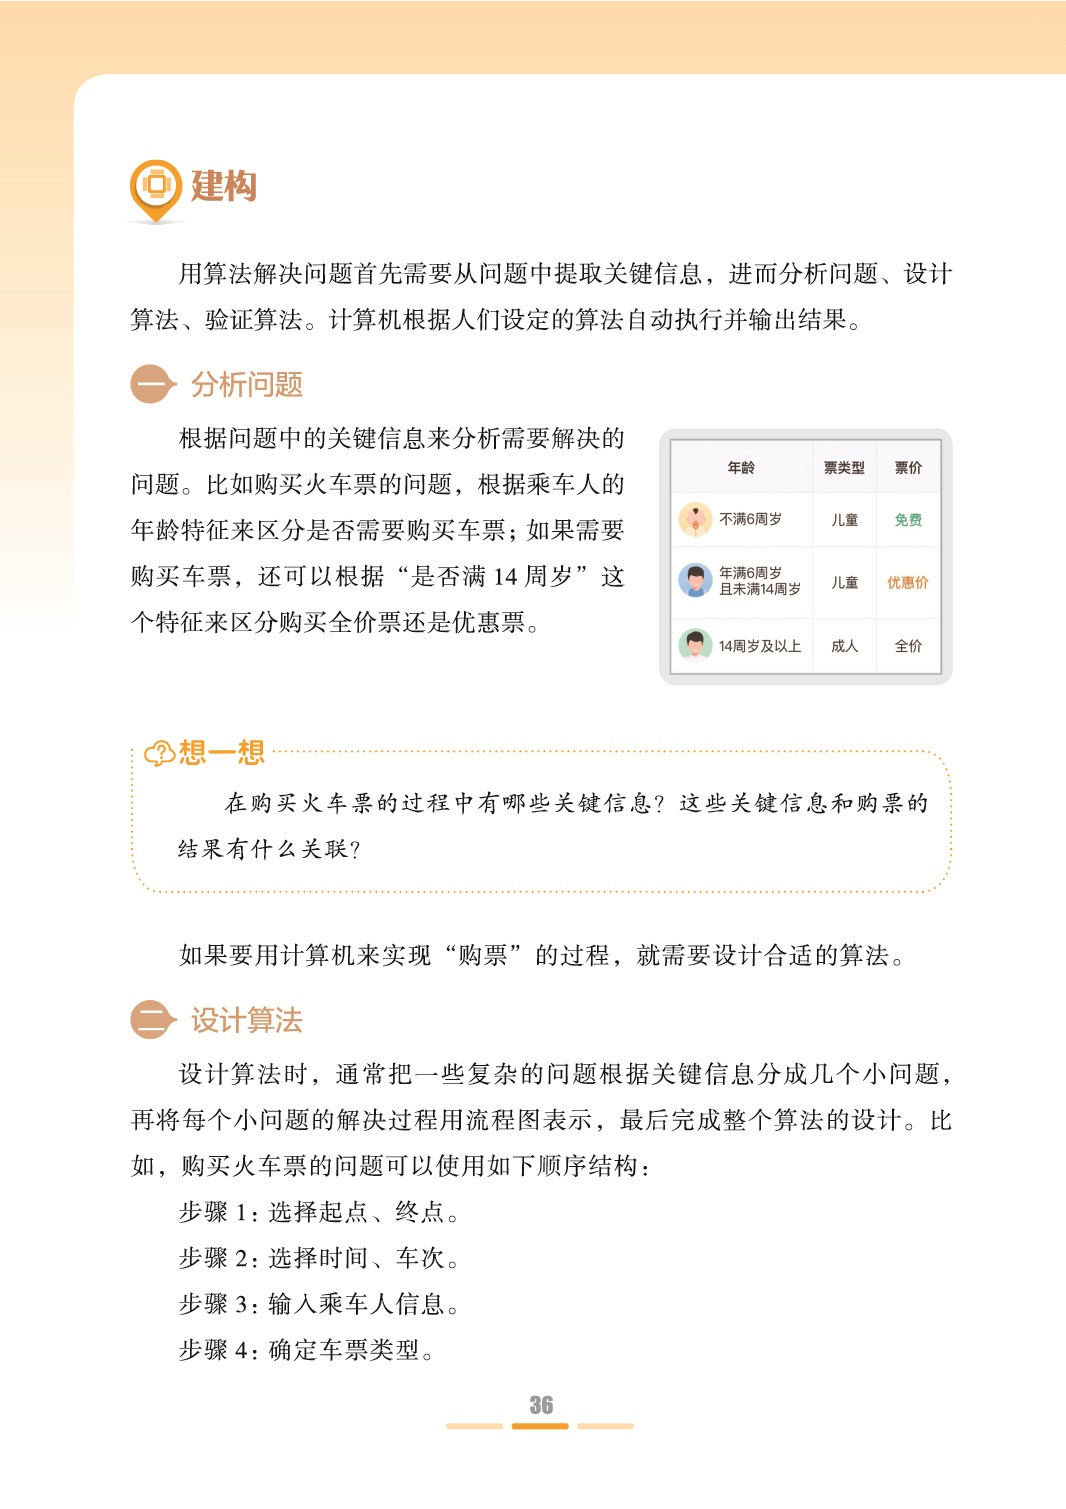 建构
用算法解决问题首先需要从问题中提取关键信息，进而分析问题、设计
算法、验证算法。计算机根据人们设定的算法自动执行并输出结果。
一 分析问题
根据问题中的关键信息来分析需要解决的
问题。比如购买火车票的问题，根据乘车人的
年龄特征来区分是否需要购买车票；如果需要
购买车票，还可以根据“是否满 14 周岁”这
个特征来区分购买全价票还是优惠票。
年龄 票类型 票价
不满6周岁 儿童 免费
年满6周岁
且未满14周岁 儿童 优惠价
14周岁及以上 成人 全价
想一想
在购买火车票的过程中有哪些关键信息？这些关键信息和购票的
结果有什么关联？
如果要用计算机来实现“购票”的过程，就需要设计合适的算法。
二 设计算法
设计算法时，通常把一些复杂的问题根据关键信息分成几个小问题，
再将每个小问题的解决过程用流程图表示，最后完成整个算法的设计。比
如，购买火车票的问题可以使用如下顺序结构：
步骤 1：选择起点、终点。
步骤 2：选择时间、车次。
步骤 3：输入乘车人信息。
步骤 4：确定车票类型。
36